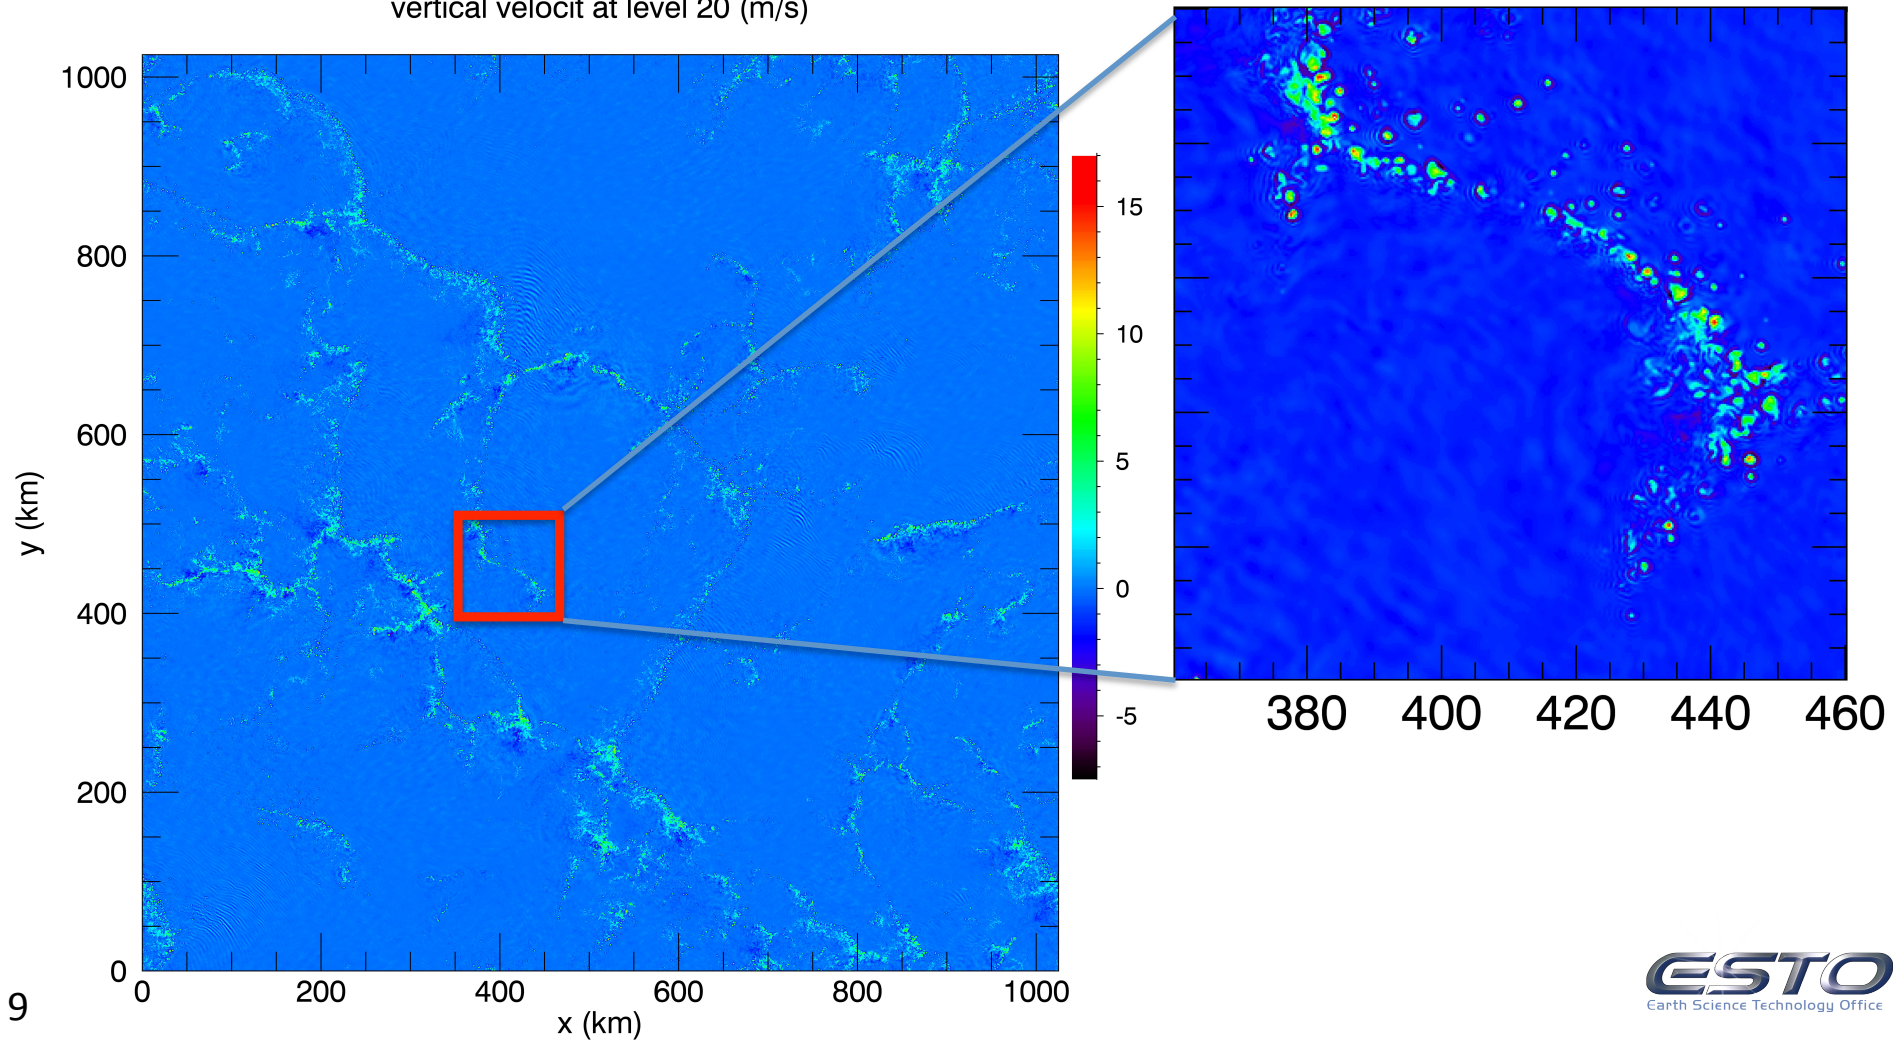 vertical velocit at level 20 (m/s)
1000
800
600
400
200
0
y (km)
0 200 400 600 800 1000
x (km)
15
10
5
0
-5
380 400 420 440 460
9
ESTO
Earth Science Technology Office